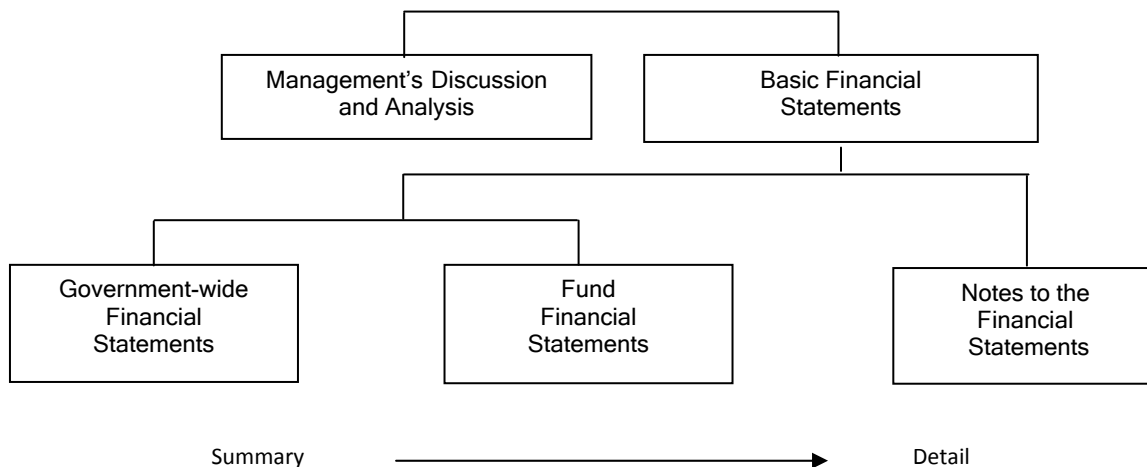 Management’s Discussion
and Analysis
Basic Financial
Statements
Government-wide
Financial
Statements
Fund
Financial
Statements
Notes to the
Financial
Statements
Summary
Detail